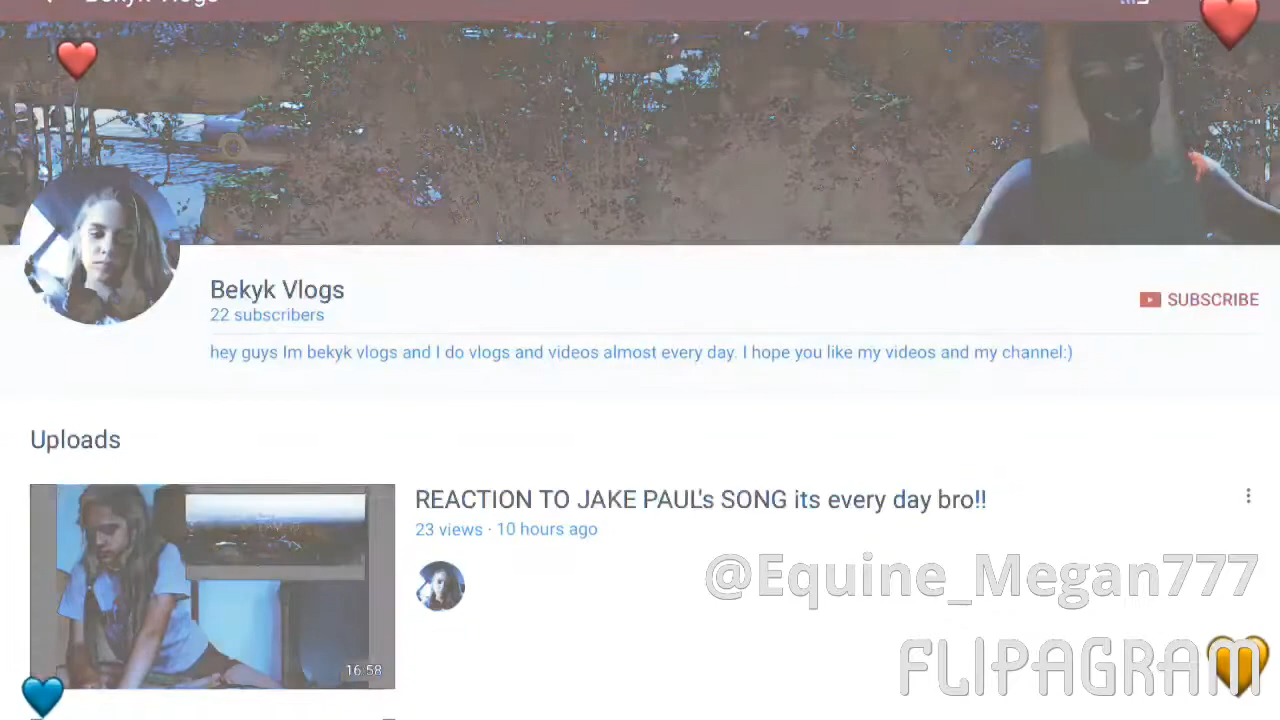 Bekyk Vlogs
Bekyk Vlogs
22 subscribers
SUBSCRIBE
hey guys Im bekyk vlogs and I do vlogs and videos almost every day. I hope you like my videos and my channel:)
Uploads
REACTION TO JAKE PAUL's SONG its every day bro!!
23 views · 10 hours ago
16:58
@Equine_Megan777
FLIPAGRAM